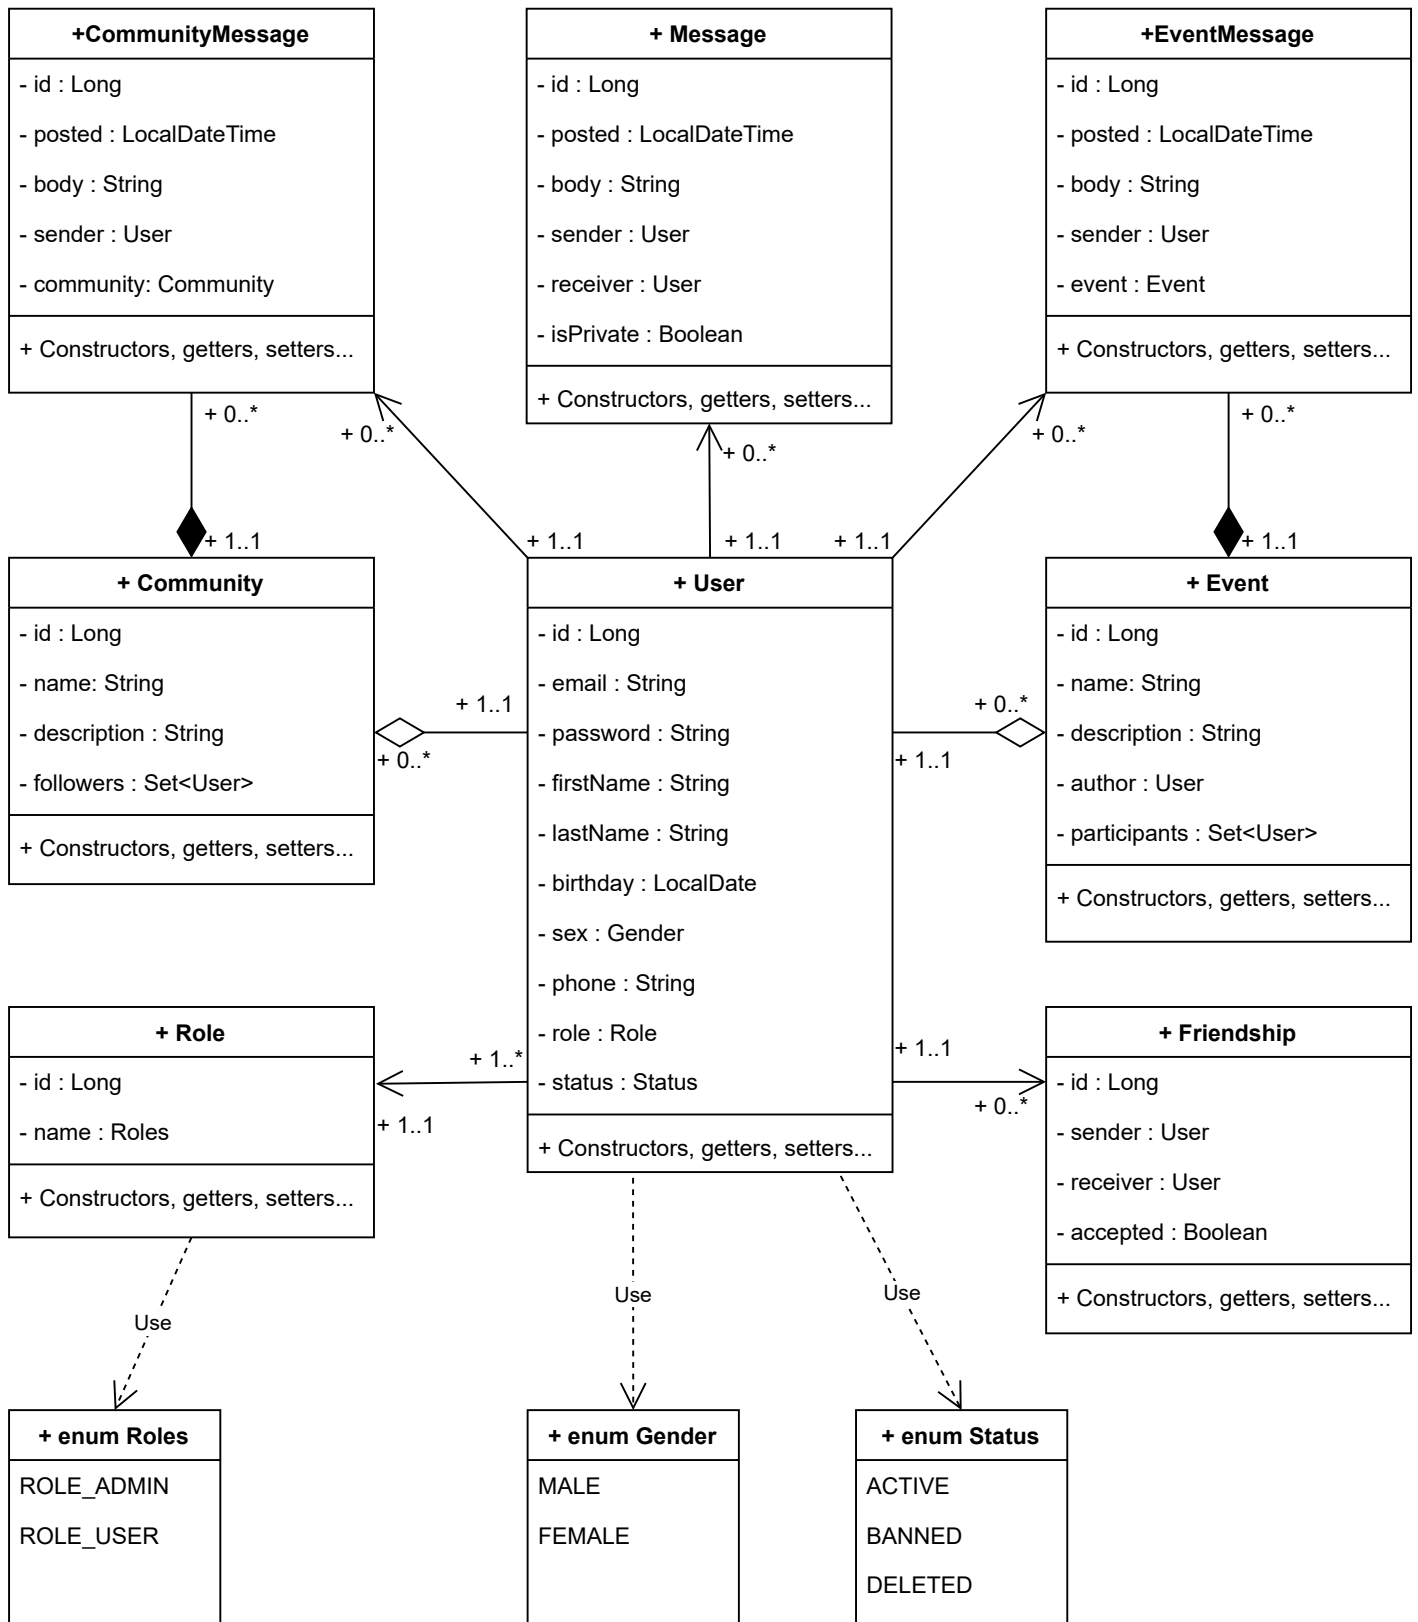 +CommunityMessage
- id : Long
- posted : LocalDateTime
- body : String
- sender : User
- community: Community
+ Constructors, getters, setters...
+ Message
- id : Long
- posted : LocalDateTime
- body : String
- sender : User
- receiver : User
- isPrivate : Boolean
+ Constructors, getters, setters...
+EventMessage
- id : Long
- posted : LocalDateTime
- body : String
- sender : User
- event : Event
+ Constructors, getters, setters...
+ 0..*
+ 0..*
+ 0..*
+ 0..*
+ 0..*
+ 1..1
+ 1..1
+ 1..1
+ 1..1
+ 1..1
+ Community
- id : Long
- name: String
- description : String
- followers : Set<User>
+ Constructors, getters, setters...
+ 1..1
+ 0..*
+ User
- id : Long
- email : String
- password : String
- firstName : String
- lastName : String
- birthday : LocalDate
- sex : Gender
- phone : String
- role : Role
- status : Status
+ Constructors, getters, setters...
+ 0..*
+ 1..1
+ Event
- id : Long
- name: String
- description : String
- author : User
- participants : Set<User>
+ Constructors, getters, setters...
+ Role
- id : Long
- name : Roles
+ Constructors, getters, setters...
+ 1..*
+ 1..1
+ 1..1
+ 0..*
+ Friendship
- id : Long
- sender : User
- receiver : User
- accepted : Boolean
+ Constructors, getters, setters...
Use
Use
Use
+ enum Roles
ROLE_ADMIN
ROLE_USER
+ enum Gender
MALE
FEMALE
+ enum Status
ACTIVE
BANNED
DELETED